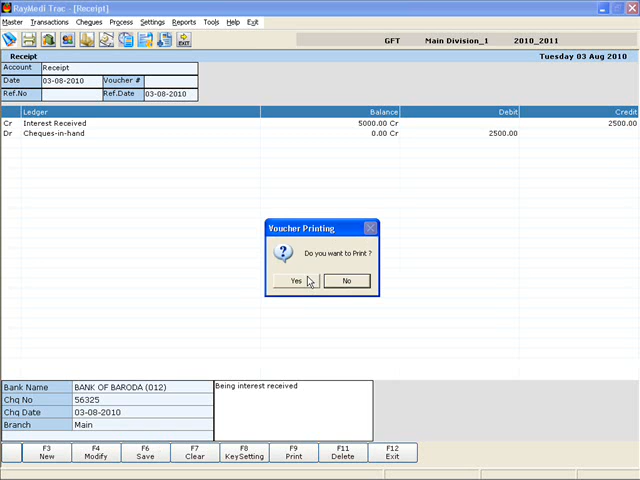 RayMedi Trac - [Receipt]
Master Transactions Cheques Process Settings Reports Tools Help Exit
EXIT
GFT Main Division_1 2010_2011
Receipt Tuesday 03 Aug 2010
Account Receipt
Date 03-08-2010 Voucher #
Ref.No Ref.Date 03-08-2010
Ledger Balance Debit Credit
Cr Interest Received 5000.00 Cr 2500.00
Dr Cheques-in-hand 0.00 Cr 2500.00
Voucher Printing
Do you want to Print ?
Yes No
Bank Name BANK OF BARODA (012)
Chq No 56325
Chq Date 03-08-2010
Branch Main
Being interest received
F3 F4 F6 F7 F8 F9 F11 F12
New Modify Save Clear KeySetting Print Delete Exit